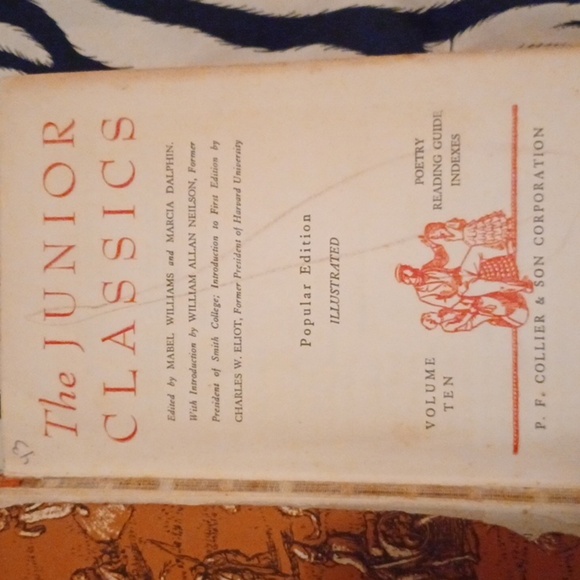 The JUNIOR
CLASSICS
Edited by MABEL WILLIAMS and MARCIA DALPHIN.
With Introduction by WILLIAM ALLAN NEILSON, Former
President of Smith College; Introduction to First Edition by
CHARLES W. ELIOT, Former President of Harvard University
Popular Edition
ILLUSTRATED
VOLUME
TEN
POETRY
READING GUIDE
INDEXES
P. F. COLLIER & SON CORPORATION